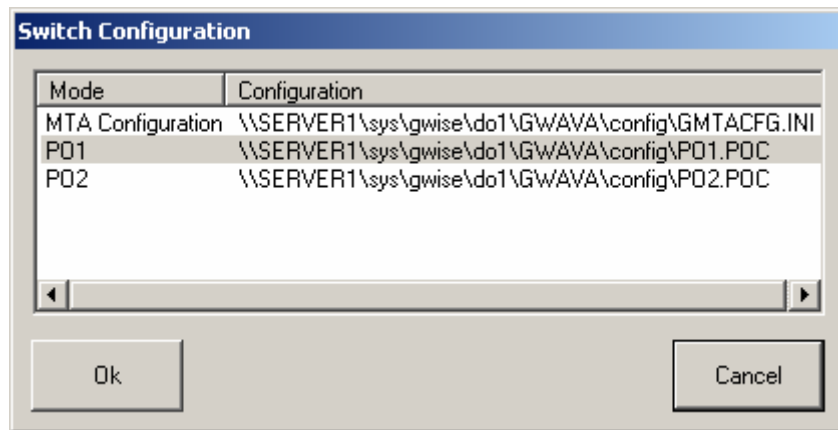 Switch Configuration
Mode Configuration
MTA Configuration \\SERVER1\sys\gwise\do1\GWAVA\config\GMTACFG.INI
PO1 \\SERVER1\sys\gwise\do1\GWAVA\config\PO1.POC
PO2 \\SERVER1\sys\gwise\do1\GWAVA\config\PO2.POC
Ok Cancel